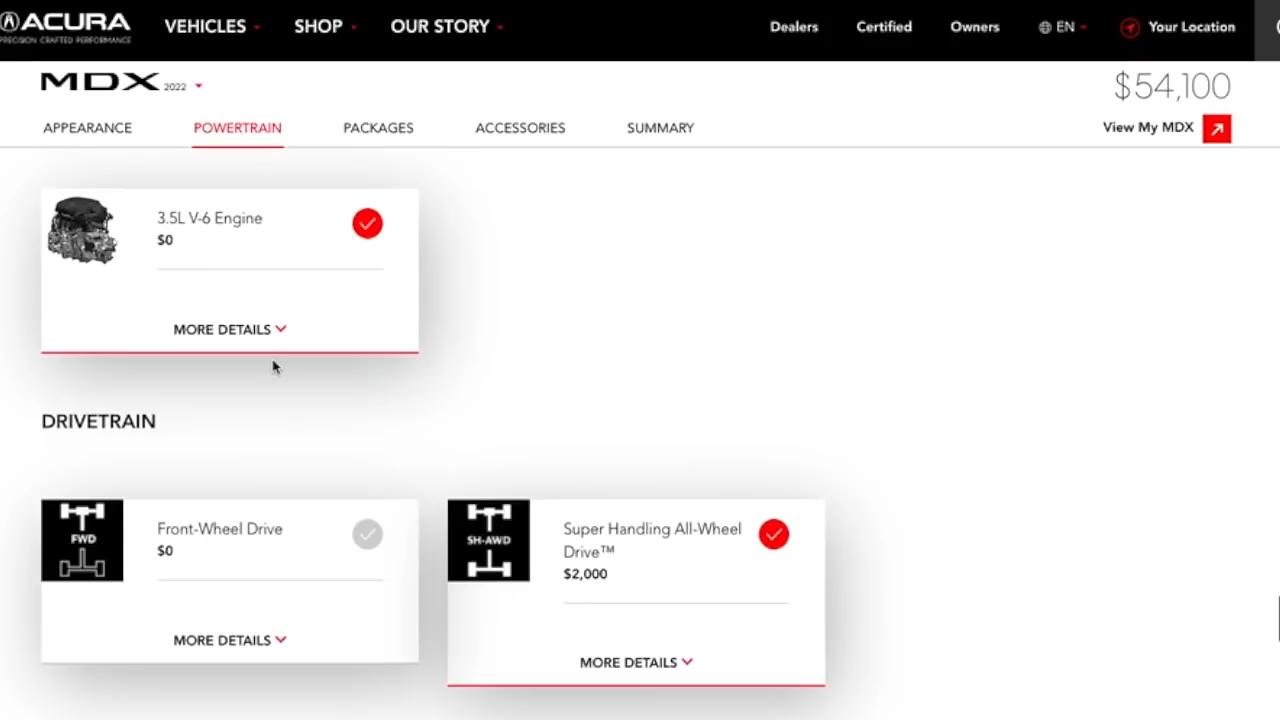 ACURA
PRECISION CRAFTED PERFORMANCE
VEHICLES SHOP OUR STORY Dealers Certified Owners EN Your Location
MDX 2022 $54,100
APPEARANCE POWERTRAIN PACKAGES ACCESSORIES SUMMARY View My MDX
3.5L V-6 Engine
$0
MORE DETAILS
DRIVETRAIN
FWD
Front-Wheel Drive
$0
MORE DETAILS
SH-AWD
Super Handling All-Wheel
Drive™
$2,000
MORE DETAILS